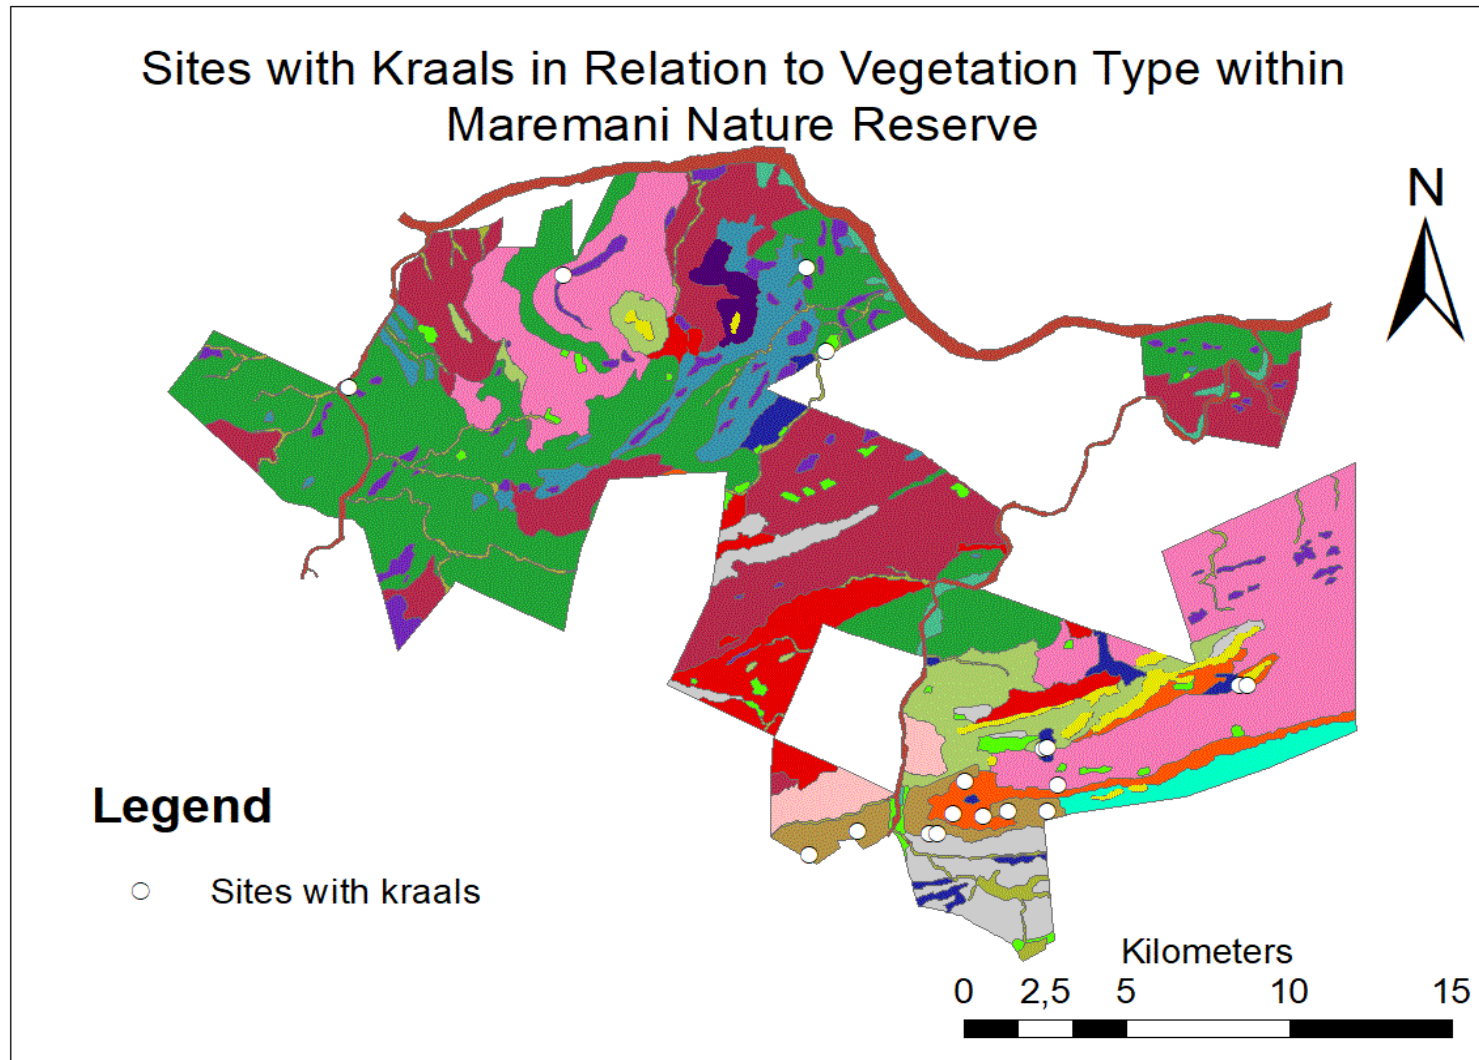 Sites with Kraals in Relation to Vegetation Type within
Maremani Nature Reserve
N
Legend
Sites with kraals
Kilometers
0 2,5 5 10 15